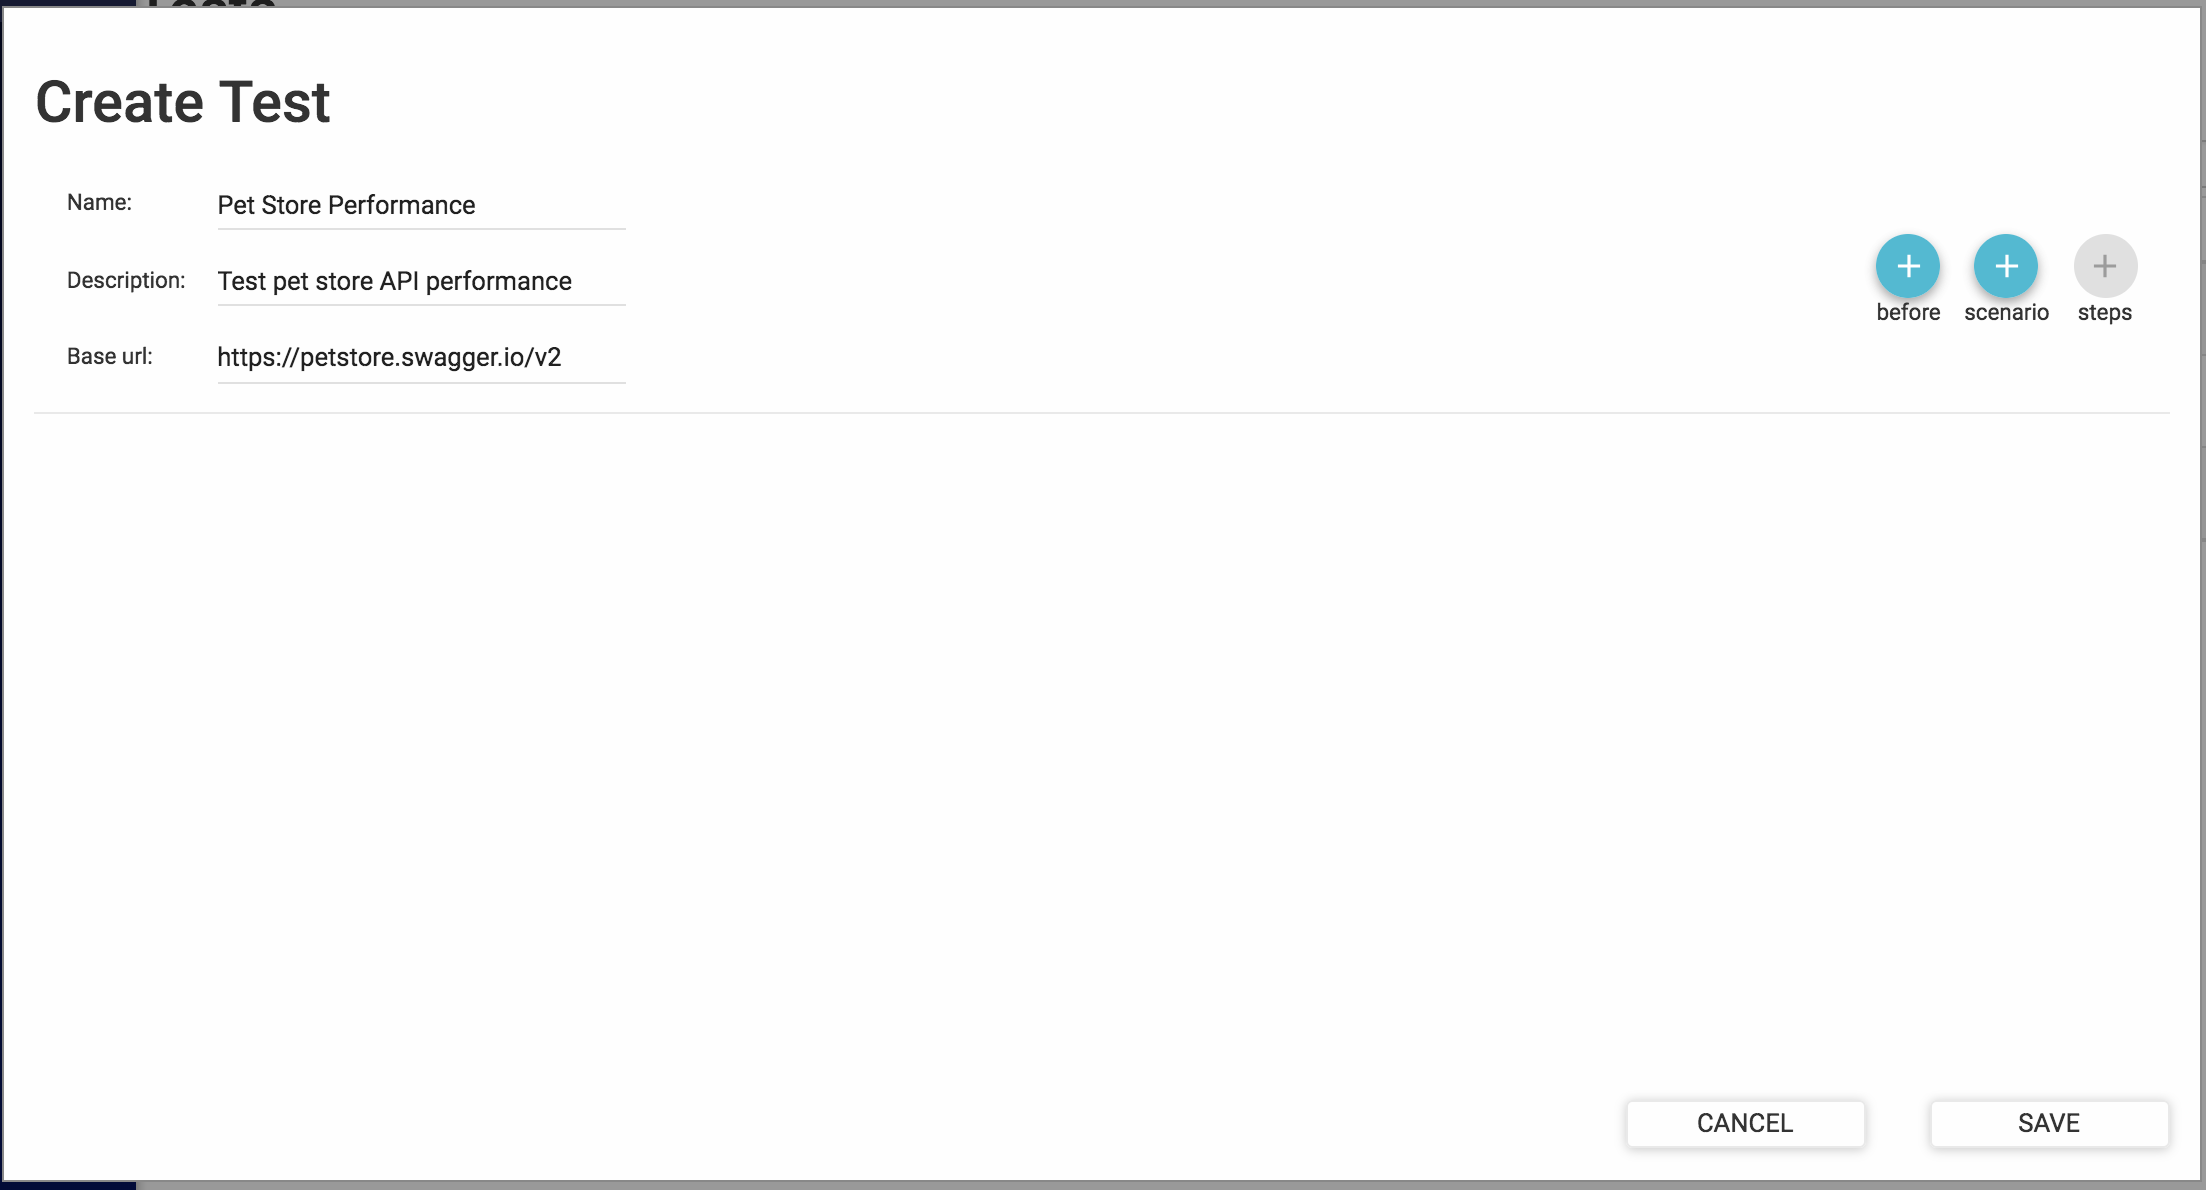 Create Test
Name: Pet Store Performance
Description: Test pet store API performance
Base url: https://petstore.swagger.io/v2
before scenario steps
CANCEL SAVE